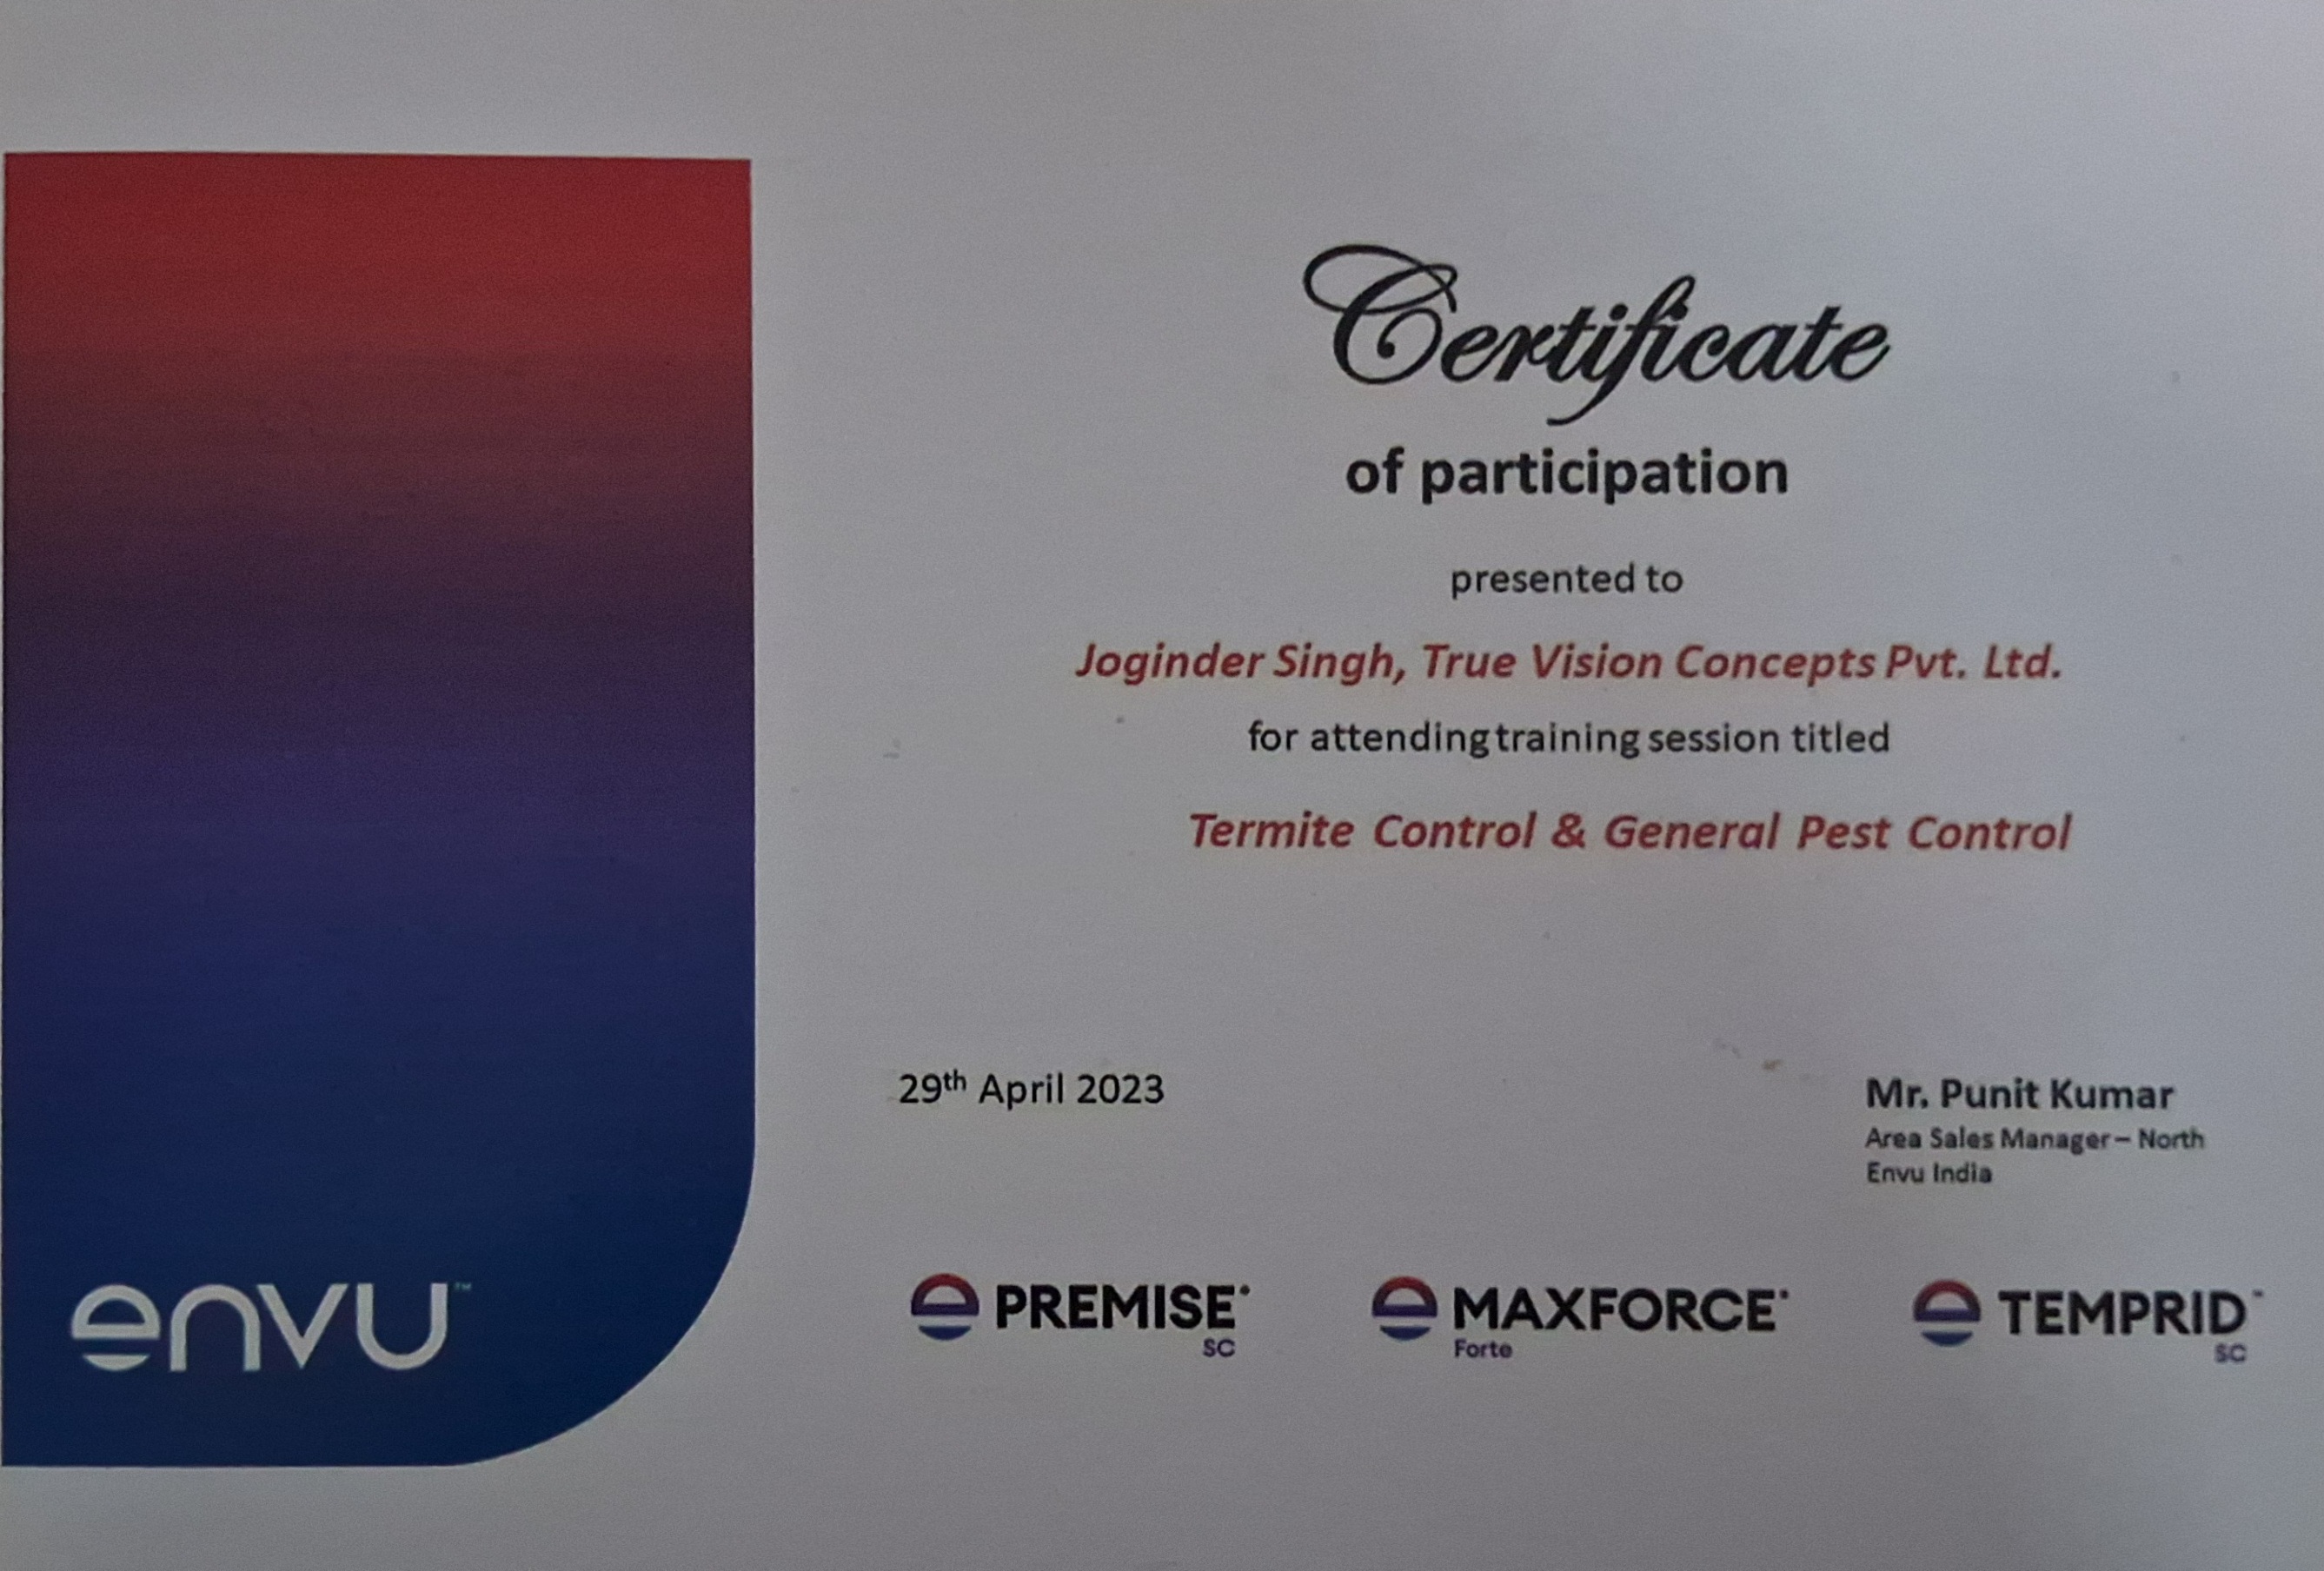 Certificate
of participation
presented to
Joginder Singh, True Vision Concepts Pvt. Ltd.
for attending training session titled
Termite Control & General Pest Control
29th April 2023
Mr. Punit Kumar
Area Sales Manager – North
Envu India
envu™
PREMISE®
SC
MAXFORCE®
Forte
TEMPRID™
SC